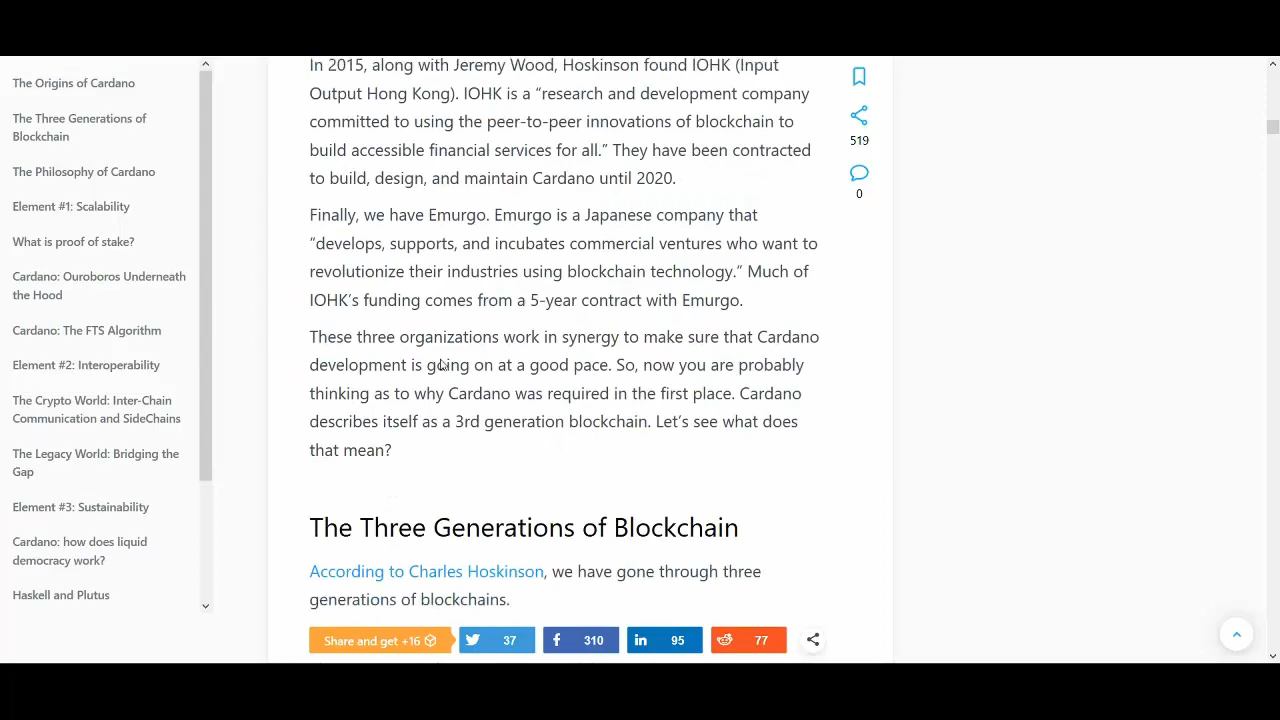 The Origins of Cardano
The Three Generations of
Blockchain
The Philosophy of Cardano
Element #1: Scalability
What is proof of stake?
Cardano: Ouroboros Underneath
the Hood
Cardano: The FTS Algorithm
Element #2: Interoperability
The Crypto World: Inter-Chain
Communication and SideChains
The Legacy World: Bridging the
Gap
Element #3: Sustainability
Cardano: how does liquid
democracy work?
Haskell and Plutus
In 2015, along with Jeremy Wood, Hoskinson found IOHK (Input
Output Hong Kong). IOHK is a “research and development company
committed to using the peer-to-peer innovations of blockchain to
build accessible financial services for all.” They have been contracted
to build, design, and maintain Cardano until 2020.
Finally, we have Emurgo. Emurgo is a Japanese company that
“develops, supports, and incubates commercial ventures who want to
revolutionize their industries using blockchain technology.” Much of
IOHK’s funding comes from a 5-year contract with Emurgo.
These three organizations work in synergy to make sure that Cardano
development is going on at a good pace. So, now you are probably
thinking as to why Cardano was required in the first place. Cardano
describes itself as a 3rd generation blockchain. Let’s see what does
that mean?
The Three Generations of Blockchain
According to Charles Hoskinson, we have gone through three
generations of blockchains.
Share and get +16
37
310
95
77
519
0